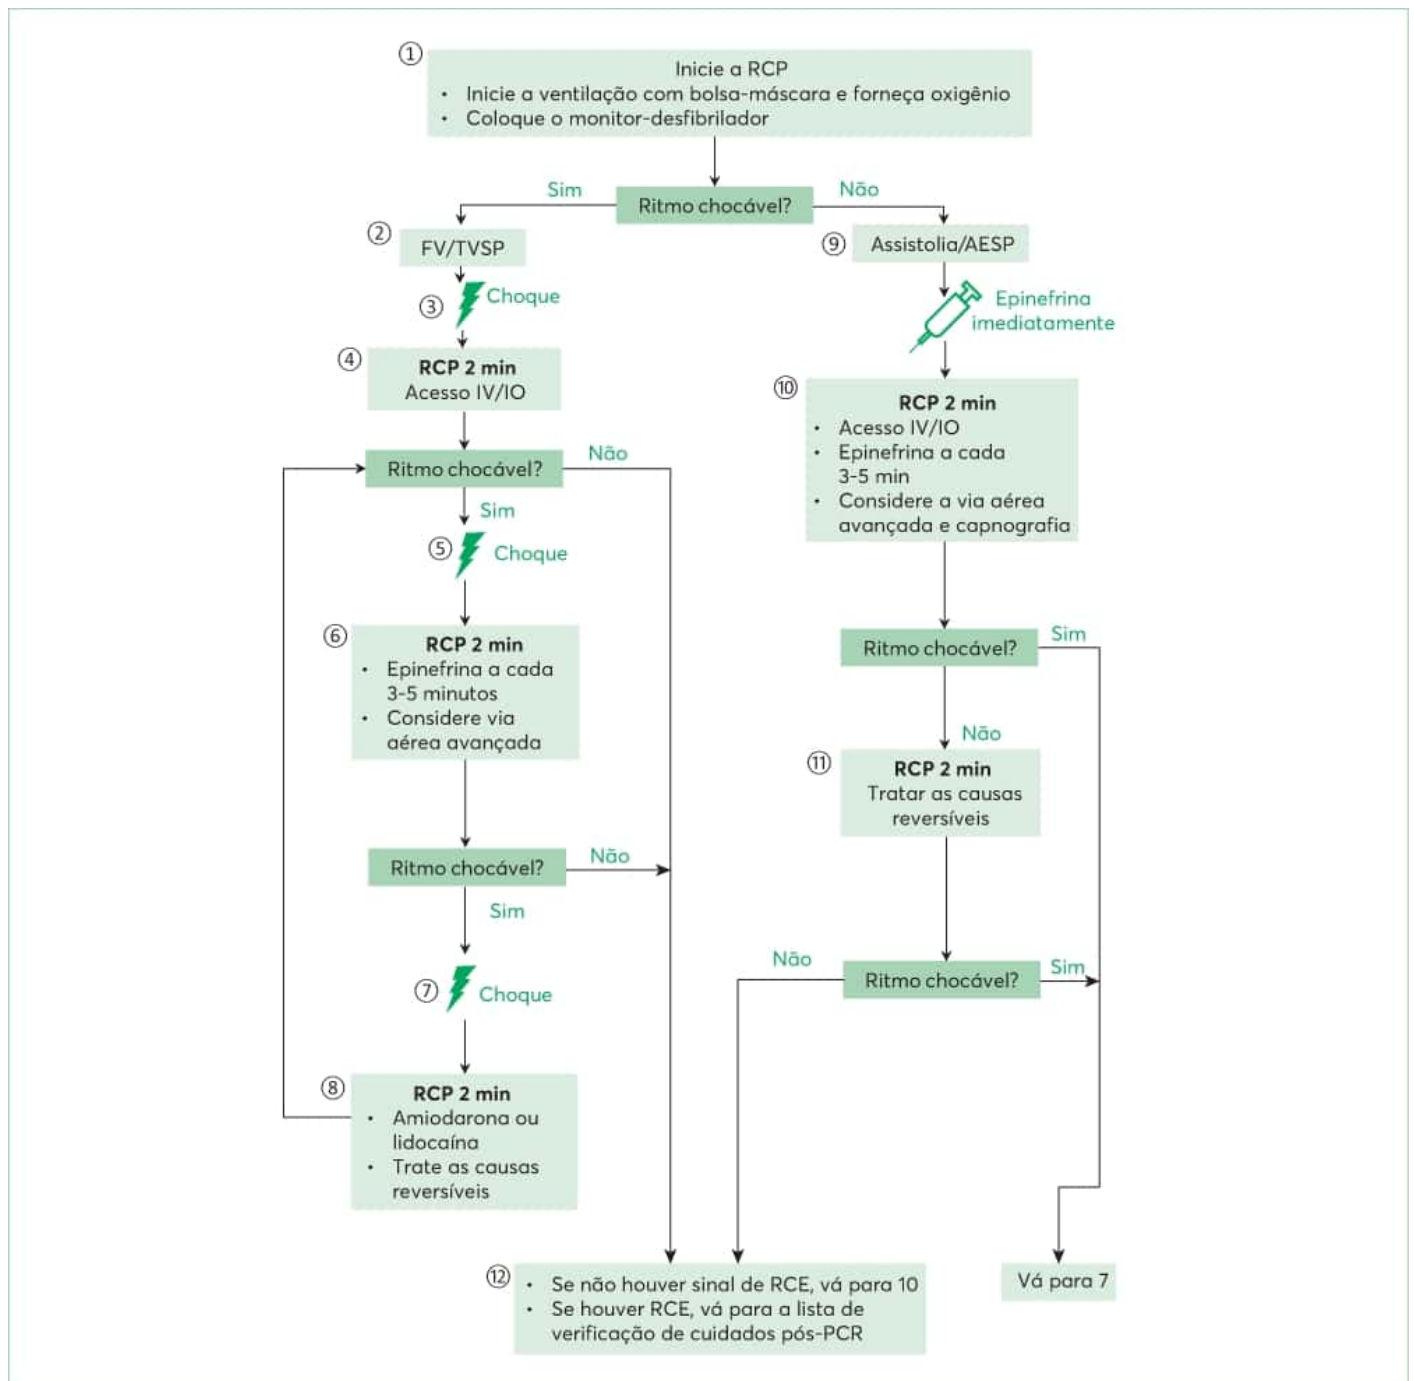 ①
Inicie a RCP
• Inicie a ventilação com bolsa-máscara e forneça oxigênio
• Coloque o monitor-desfibrilador
Sim
Ritmo chocável?
Não
②
FV/TVSP
③
Choque
④
RCP 2 min
Acesso IV/IO
Ritmo chocável?
Não
Sim
⑤
Choque
⑥
RCP 2 min
• Epinefrina a cada
3-5 minutos
• Considere via
aérea avançada
Ritmo chocável?
Não
Sim
⑦
Choque
⑧
RCP 2 min
• Amiodarona ou
lidocaína
• Trate as causas
reversíveis
⑨
Assistolia/AESP
Epinefrina
imediatamente
⑩
RCP 2 min
• Acesso IV/IO
• Epinefrina a cada
3-5 min
• Considere a via aérea
avançada e capnografia
Ritmo chocável?
Sim
Não
⑪
RCP 2 min
Tratar as causas
reversíveis
Não
Ritmo chocável?
Sim
⑫
• Se não houver sinal de RCE, vá para 10
• Se houver RCE, vá para a lista de
verificação de cuidados pós-PCR
Vá para 7